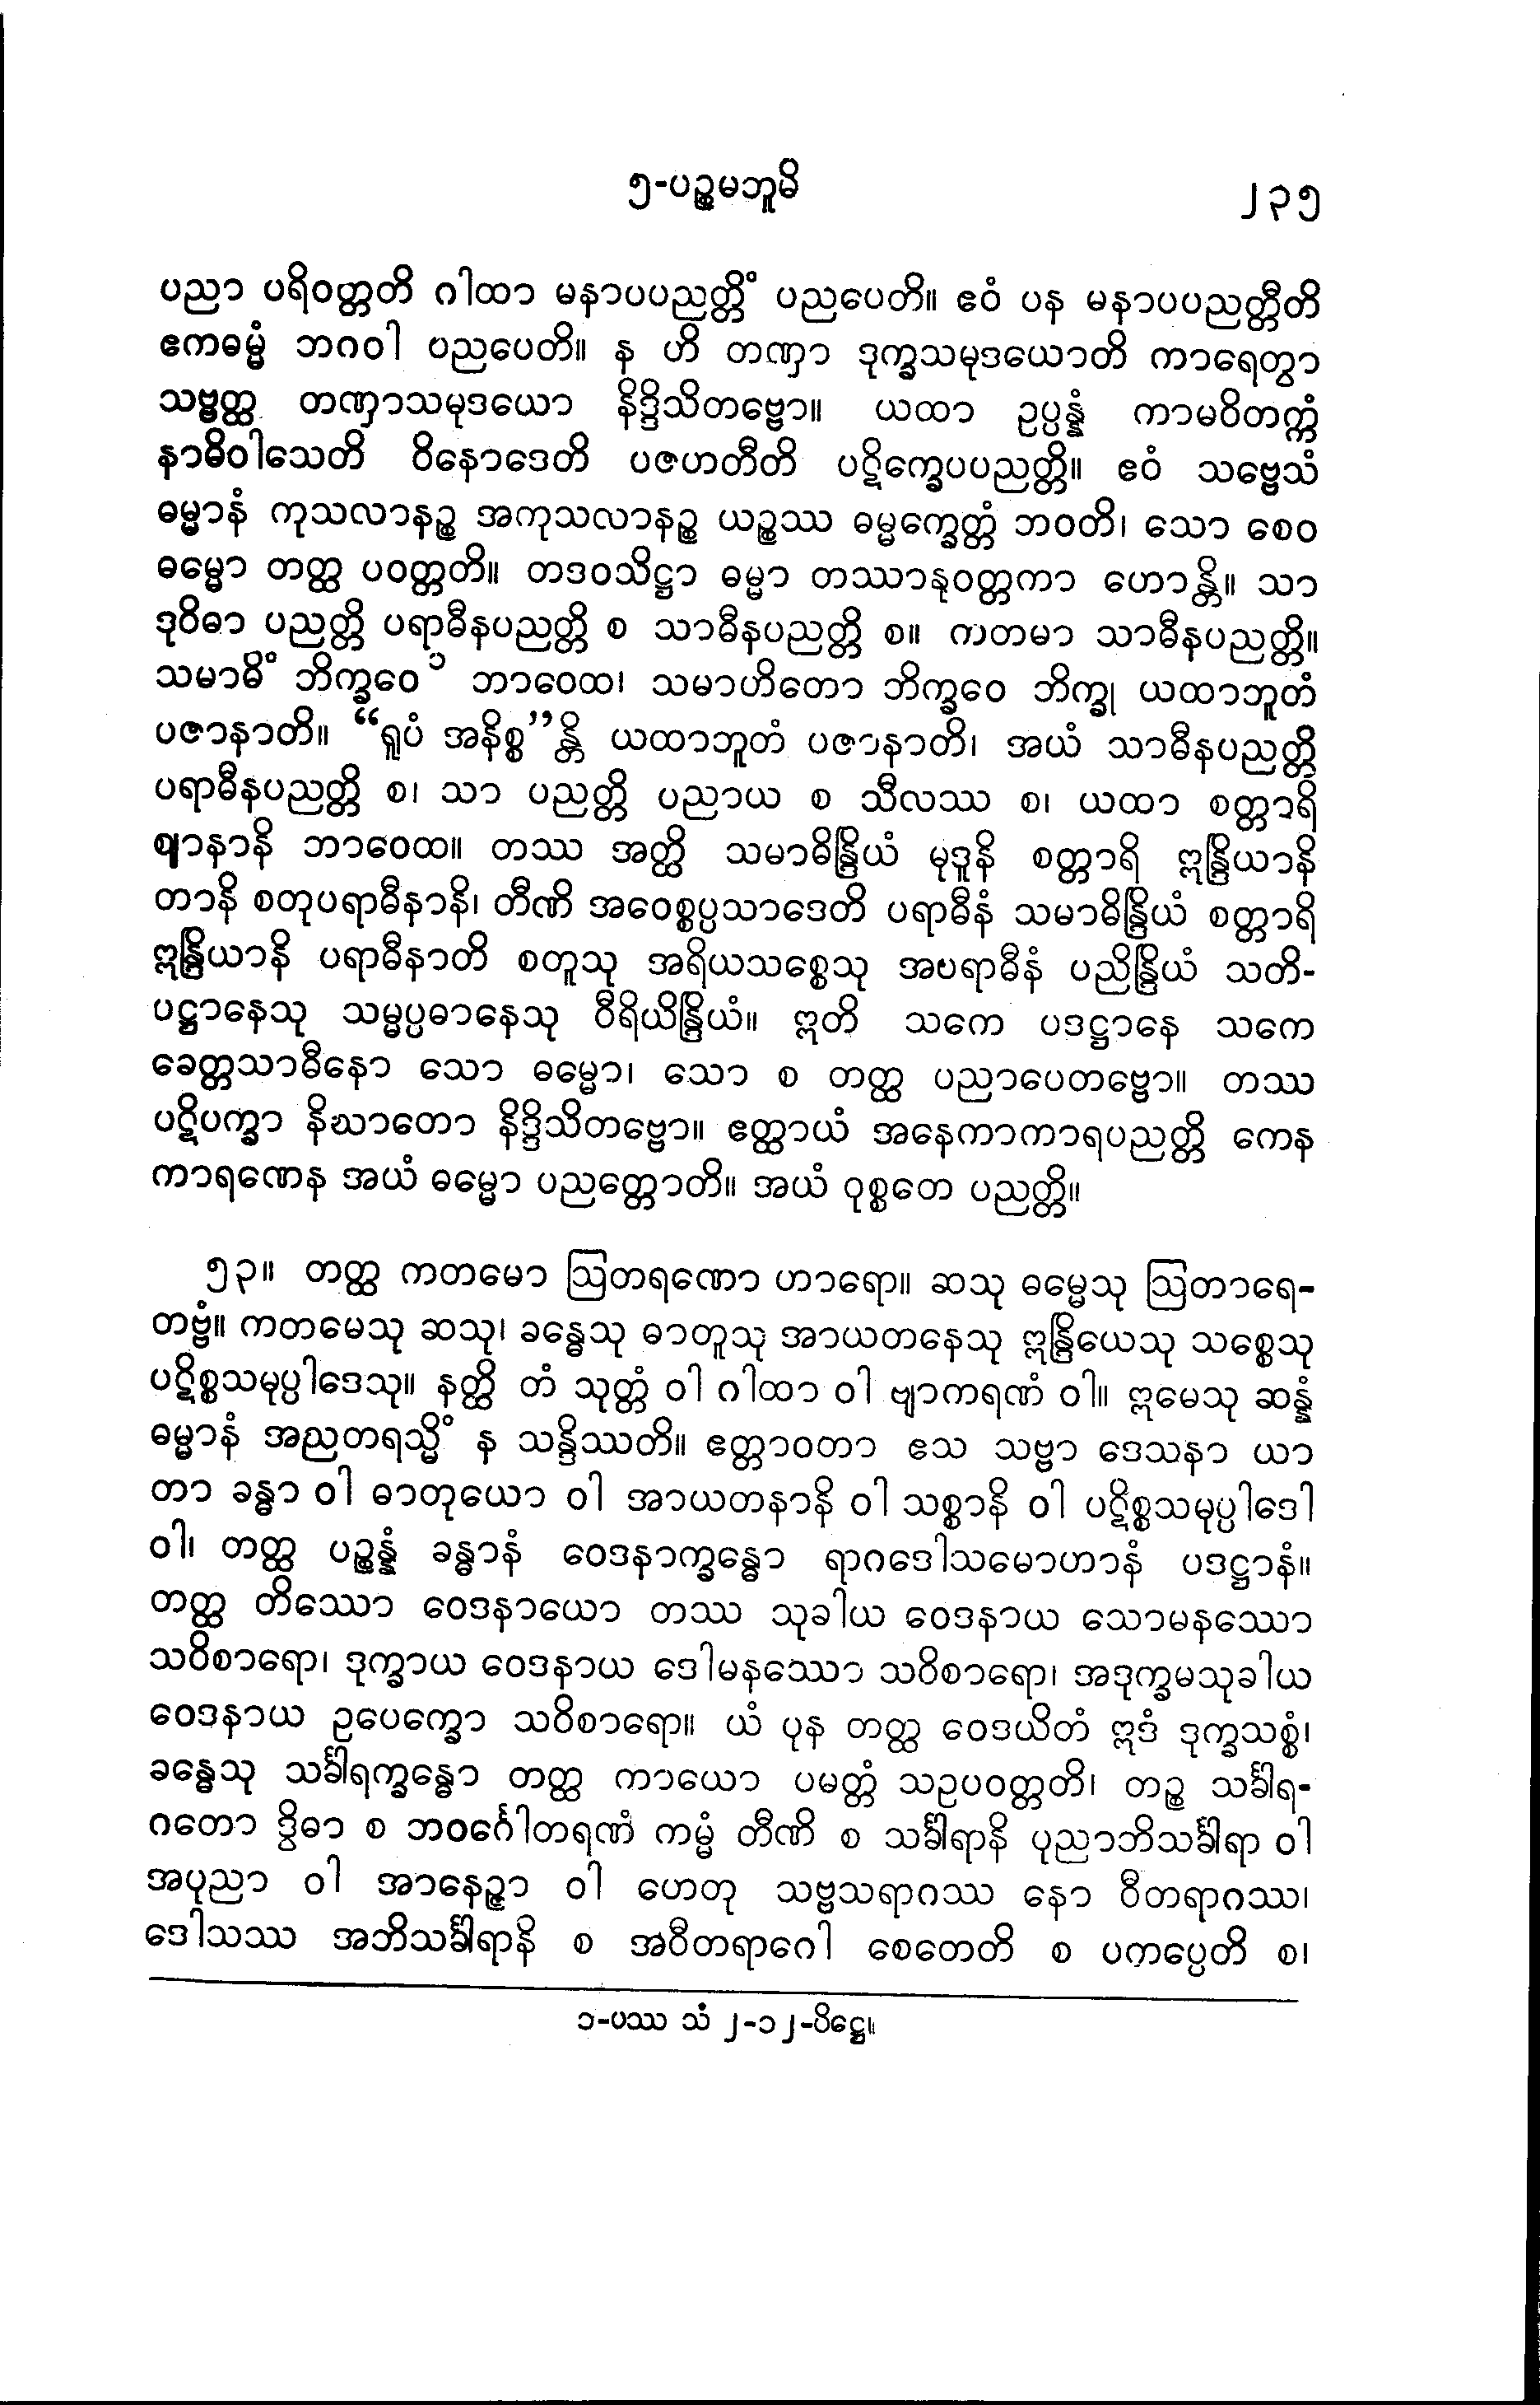 ၅-ပဉ္စမဘူမိ
၂၃၅
ပညာ ပရိဝတ္တတိ ဂါထာ မနာပပညတ္တိံ ပညပေတိ။ ဧဝံ ပန မနာပပညတ္တီတိ
ဧကဓမ္မံ ဘဂဝါ ပညပေတိ။ န ဟိ တဏှာ ဒုက္ခသမုဒယောတိ ကာရေတွာ
သဗ္ဗတ္ထ တဏှာသမုဒယော နိဒ္ဒိသိတဗ္ဗော။ ယထာ ဥပ္ပန္နံ ကာမဝိတက္ကံ
နာဓိဝါသေတိ ဝိနောဒေတိ ပဇဟတီတိ ပဋိက္ခေပပညတ္တိ။ ဧဝံ သဗ္ဗေသံ
ဓမ္မာနံ ကုသလာနဉ္စ အကုသလာနဉ္စ ယဉ္စဿ ဓမ္မက္ခေတ္တံ ဘဝတိ၊ သော စေဝ
ဓမ္မော တတ္ထ ပဝတ္တတိ။ တဒဝသိဋ္ဌာ ဓမ္မာ တဿာနုဝတ္တကာ ဟောန္တိ။ သာ
ဒုဝိဓာ ပညတ္တိ ပရာဓီနပညတ္တိ စ သာဓီနပညတ္တိ စ။ ကတမာ သာဓီနပညတ္တိ။
သမာဓိံ ဘိက္ခဝေ ၁ ဘာဝေထ၊ သမာဟိတော ဘိက္ခဝေ ဘိက္ခု ယထာဘူတံ
ပဇာနာတိ။ “ရူပံ အနိစ္စ”န္တိ ယထာဘူတံ ပဇာနာတိ၊ အယံ သာဓီနပညတ္တိ
ပရာဓီနပညတ္တိ စ၊ သာ ပညတ္တိ ပညာယ စ သီလဿ စ၊ ယထာ စတ္တာရိ
ဈာနာနိ ဘာဝေထ။ တဿ အတ္ထိ သမာဓိန္ဒြိယံ မုဒူနိ စတ္တာရိ ဣန္ဒြိယာနိ
တာနိ စတုပရာဓီနာနိ၊ တီဏိ အဝေစ္စပ္ပသာဒေတိ ပရာဓီနံ သမာဓိန္ဒြိယံ စတ္တာရိ
ဣန္ဒြိယာနိ ပရာဓီနာတိ စတူသု အရိယသစ္စေသု အပရာဓီနံ ပညိန္ဒြိယံ သတိ-
ပဋ္ဌာနေသု သမ္မပ္ပဓာနေသု ဝီရိယိန္ဒြိယံ။ ဣတိ သကေ ပဒဋ္ဌာနေ သကေ
ခေတ္တသာဓီနော သော ဓမ္မော၊ သော စ တတ္ထ ပညာပေတဗ္ဗော။ တဿ
ပဋိပက္ခာ နိဃာတော နိဒ္ဒိသိတဗ္ဗော။ ဧတ္ထာယံ အနေကာကာရပညတ္တိ ကေန
ကာရဏေန အယံ ဓမ္မော ပညတ္တောတိ။ အယံ ဝုစ္စတေ ပညတ္တိ။
၅၃။ တတ္ထ ကတမော ဩတရဏော ဟာရော။ ဆသု ဓမ္မေသု ဩတာရေ-
တဗ္ဗံ။ ကတမေသု ဆသု၊ ခန္ဓေသု ဓာတူသု အာယတနေသု ဣန္ဒြိယေသု သစ္စေသု
ပဋိစ္စသမုပ္ပါဒေသု။ နတ္ထိ တံ သုတ္တံ ဝါ ဂါထာ ဝါ ဗျာကရဏံ ဝါ။ ဣမေသု ဆန္နံ
ဓမ္မာနံ အညတရသ္မိံ န သန္ဒိဿတိ။ ဧတ္တာဝတာ ဧသ သဗ္ဗာ ဒေသနာ ယာ
တာ ခန္ဓာ ဝါ ဓာတုယော ဝါ အာယတနာနိ ဝါ သစ္စာနိ ဝါ ပဋိစ္စသမုပ္ပါဒေါ
ဝါ၊ တတ္ထ ပဉ္စန္နံ ခန္ဓာနံ ဝေဒနာက္ခန္ဓော ရာဂဒေါသမောဟာနံ ပဒဋ္ဌာနံ။
တတ္ထ တိဿော ဝေဒနာယော တဿ သုခါယ ဝေဒနာယ သောမနဿော
သဝိစာရော၊ ဒုက္ခာယ ဝေဒနာယ ဒေါမနဿော သဝိစာရော၊ အဒုက္ခမသုခါယ
ဝေဒနာယ ဥပေက္ခော သဝိစာရော။ ယံ ပုန တတ္ထ ဝေဒယိတံ ဣဒံ ဒုက္ခသစ္စံ၊
ခန္ဓေသု သင်္ခါရက္ခန္ဓော တတ္ထ ကာယော ပမတ္တံ သဥပဝတ္တတိ၊ တဉ္စ သင်္ခါရ-
ဂတော ဒွိဓာ စ ဘဝင်္ဂေါတရဏံ ကမ္မံ တီဏိ စ သင်္ခါရာနိ ပုညာဘိသင်္ခါရာ ဝါ
အပုညာ ဝါ အာနေဉ္ဇာ ဝါ ဟေတု သဗ္ဗသရာဂဿ နော ဝီတရာဂဿ၊
ဒေါသဿ အဘိသင်္ခါရာနိ စ အဝီတရာဂေါ စေတေတိ စ ပကပ္ပေတိ စ၊
၁-ပဿ သံ ၂-၁၂-ပိဋ္ဌေ။